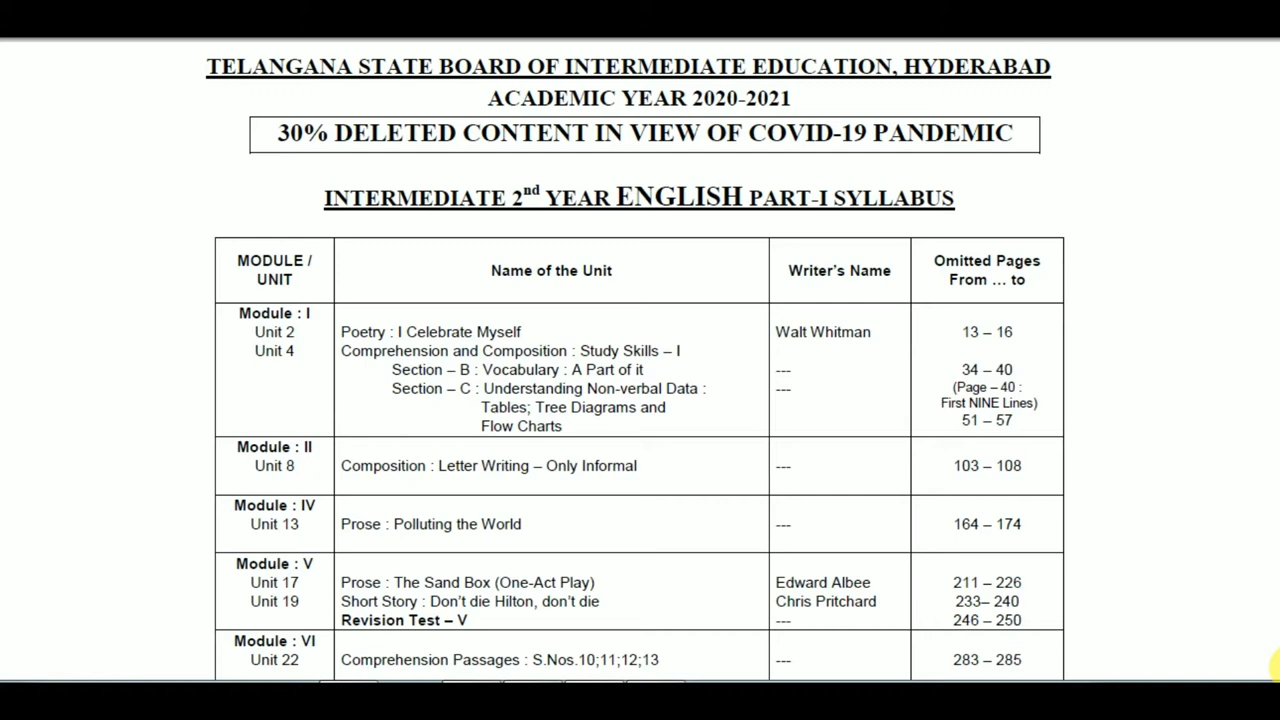 TELANGANA STATE BOARD OF INTERMEDIATE EDUCATION, HYDERABAD
ACADEMIC YEAR 2020-2021
30% DELETED CONTENT IN VIEW OF COVID-19 PANDEMIC
INTERMEDIATE 2nd YEAR ENGLISH PART-I SYLLABUS
MODULE / UNIT Name of the Unit Writer's Name Omitted Pages From ... to
Module : I
Unit 2 Poetry : I Celebrate Myself Walt Whitman 13 – 16
Unit 4 Comprehension and Composition : Study Skills – I
Section – B : Vocabulary : A Part of it --- 34 – 40
Section – C : Understanding Non-verbal Data : --- (Page – 40 :
Tables; Tree Diagrams and First NINE Lines)
Flow Charts 51 – 57
Module : II
Unit 8 Composition : Letter Writing – Only Informal --- 103 – 108
Module : IV
Unit 13 Prose : Polluting the World --- 164 – 174
Module : V
Unit 17 Prose : The Sand Box (One-Act Play) Edward Albee 211 – 226
Unit 19 Short Story : Don't die Hilton, don't die Chris Pritchard 233– 240
Revision Test – V --- 246 – 250
Module : VI
Unit 22 Comprehension Passages : S.Nos.10;11;12;13 --- 283 – 285